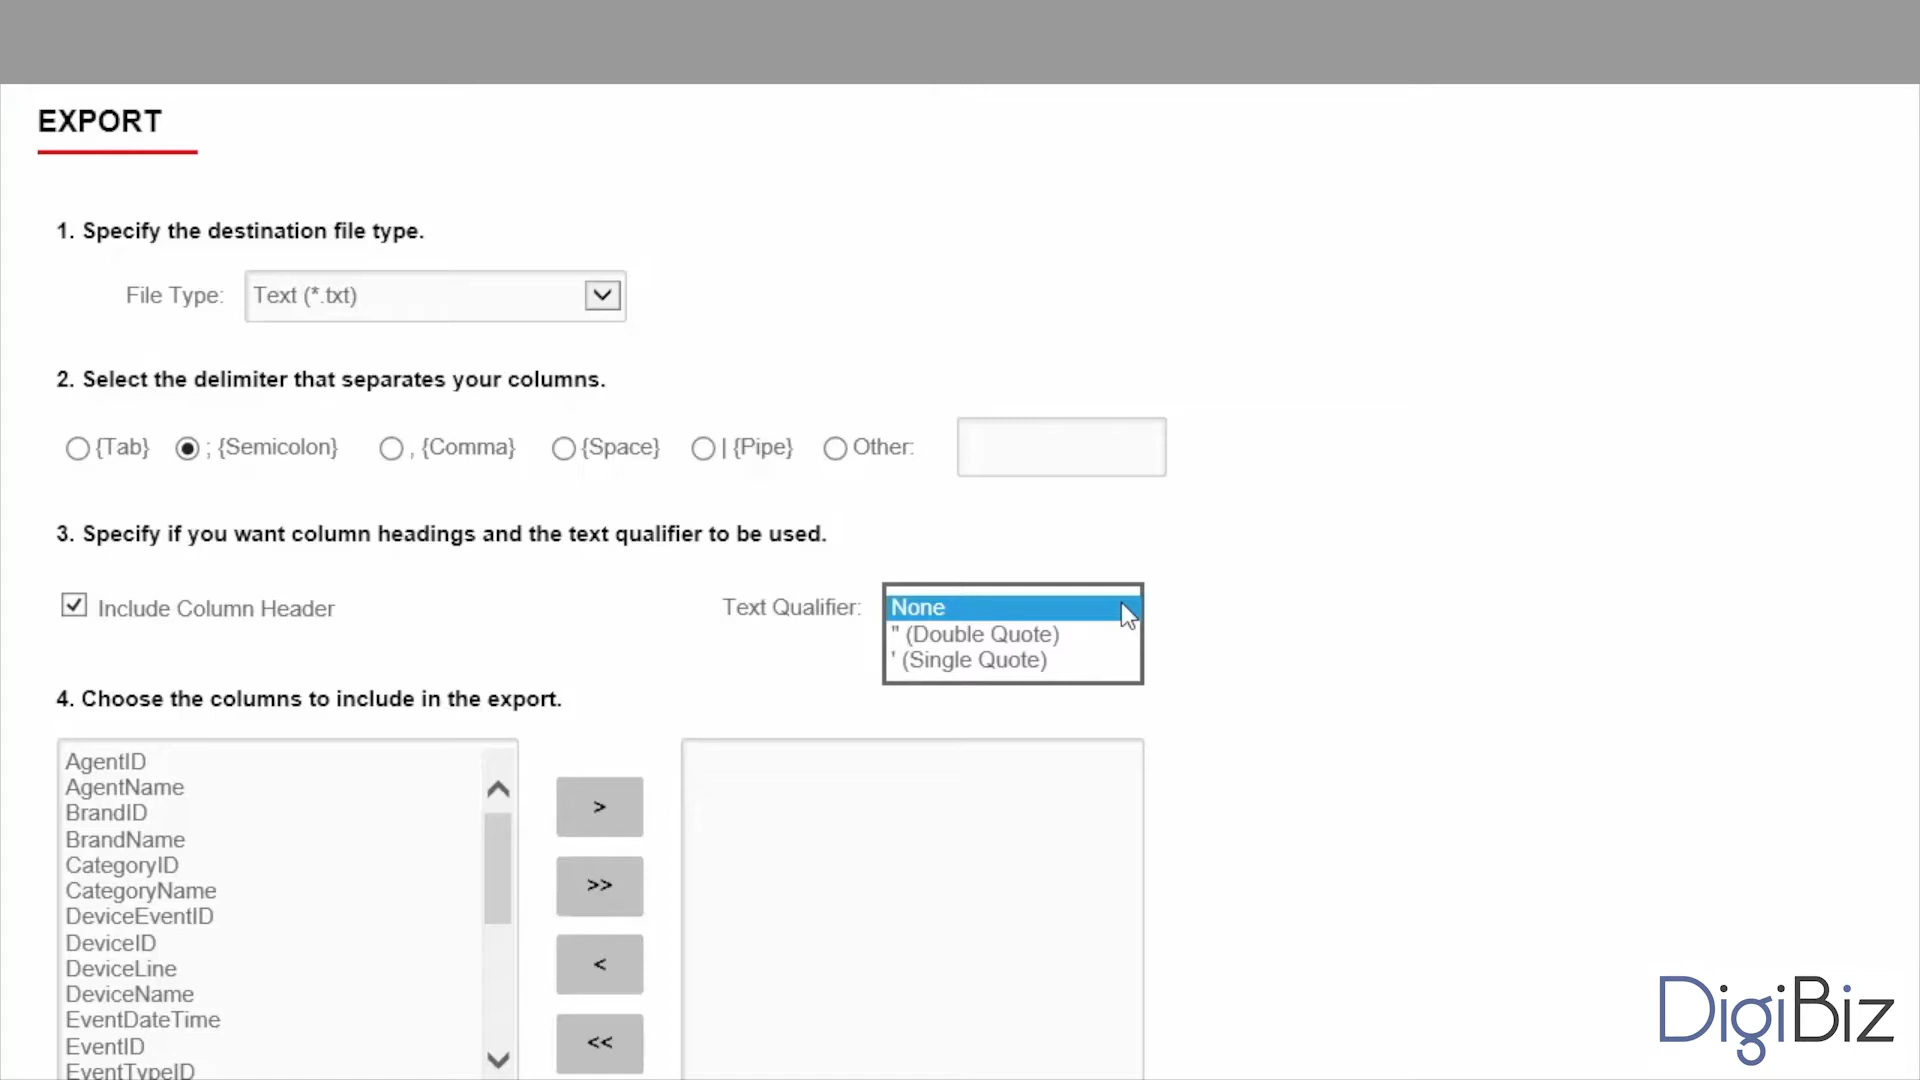 EXPORT
1. Specify the destination file type.
File Type: Text (*.txt)
2. Select the delimiter that separates your columns.
{Tab} ; {Semicolon} , {Comma} {Space} | {Pipe} Other:
3. Specify if you want column headings and the text qualifier to be used.
Include Column Header Text Qualifier: None
" (Double Quote)
' (Single Quote)
4. Choose the columns to include in the export.
AgentID
AgentName
BrandID
BrandName
CategoryID
CategoryName
DeviceEventID
DeviceID
DeviceLine
DeviceName
EventDateTime
EventID
EventTypeID
>
>>
<
<<
DigiBiz